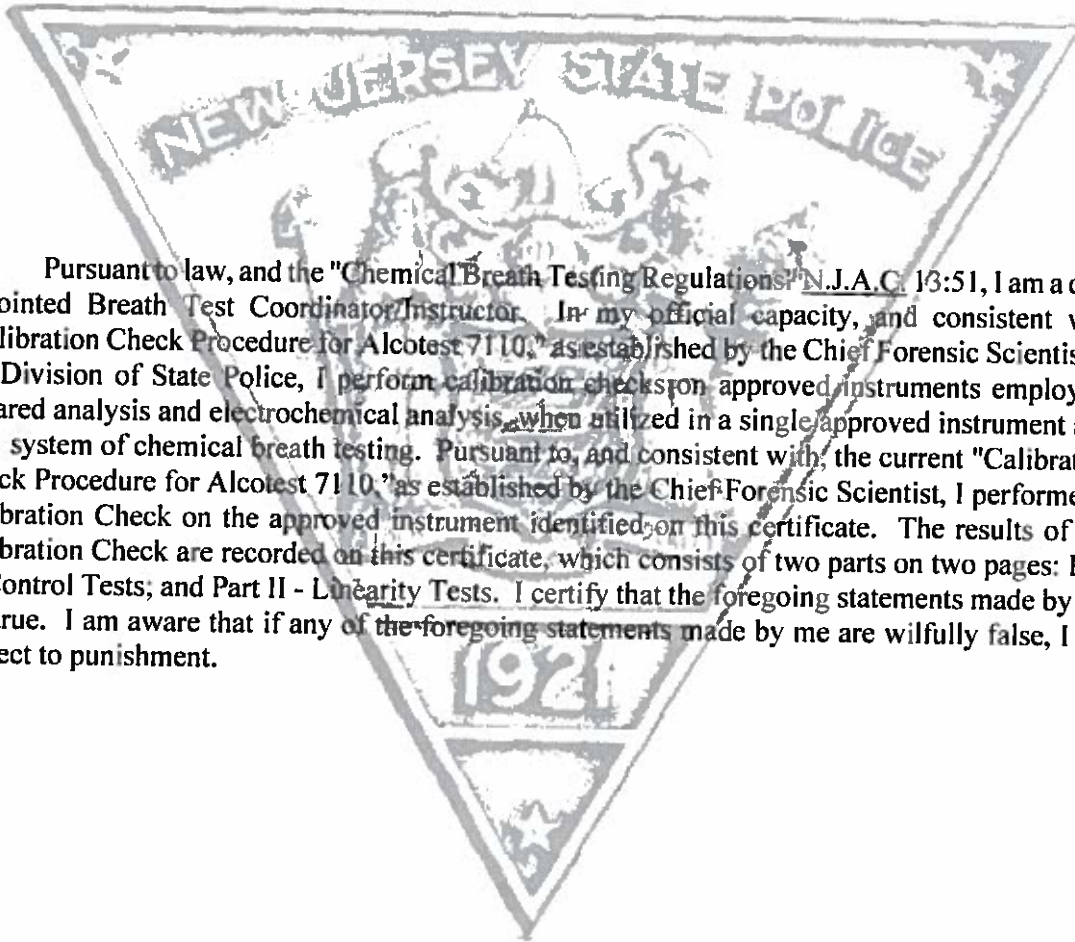 NEW JERSEY STATE POLICE
Pursuant to law, and the "Chemical Breath Testing Regulations" N.J.A.C. 13:51, I am a d
ointed Breath Test Coordinator/Instructor. In my official capacity, and consistent v
libration Check Procedure for Alcotest 7110," as established by the Chief Forensic Scientis
Division of State Police, I perform calibration checks on approved instruments employ
ared analysis and electrochemical analysis, when utilized in a single approved instrument a
system of chemical breath testing. Pursuant to, and consistent with, the current "Calibrat
ck Procedure for Alcotest 7110," as established by the Chief Forensic Scientist, I performe
bration Check on the approved instrument identified on this certificate. The results of
bration Check are recorded on this certificate, which consists of two parts on two pages: P
Control Tests; and Part II - Linearity Tests. I certify that the foregoing statements made by
rue. I am aware that if any of the foregoing statements made by me are wilfully false, I
ect to punishment.
1921